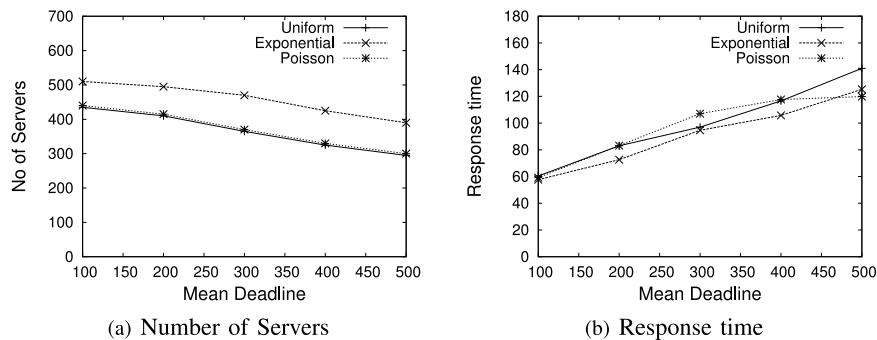 700
600
500
400
300
200
100
0
No of Servers
Uniform
Exponential
Poisson
100 150 200 250 300 350 400 450 500
Mean Deadline
(a) Number of Servers
180
160
140
120
100
80
60
40
20
0
Response time
Uniform
Exponential
Poisson
100 150 200 250 300 350 400 450 500
Mean Deadline
(b) Response time